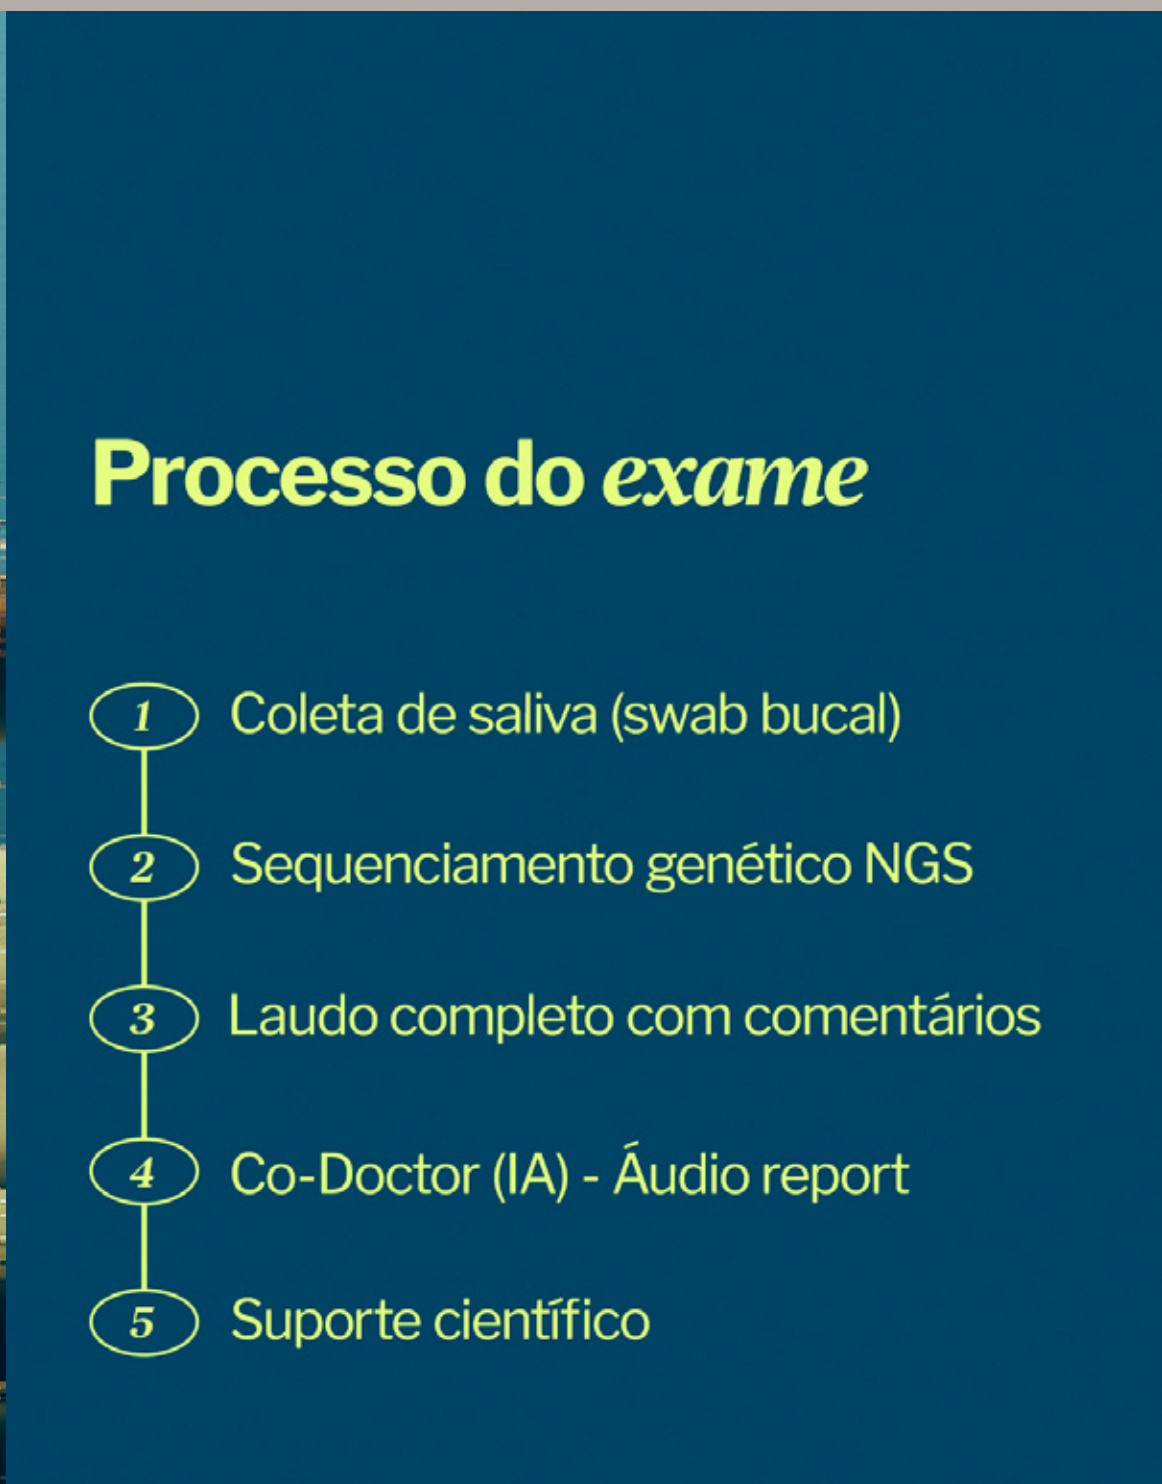 Processo do exame
1 Coleta de saliva (swab bucal)
2 Sequenciamento genético NGS
3 Laudo completo com comentários
4 Co-Doctor (IA) - Áudio report
5 Suporte científico